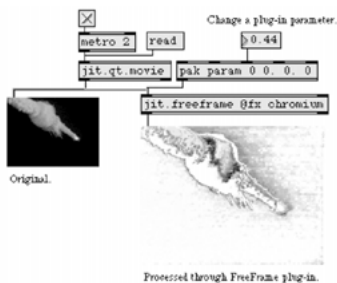 Change a plug-in parameter.
metro 2
read
0.44
jit.qt.movie
pak param 0 0. 0. 0
jit.freeframe @fx chromium
Original.
Processed through FreeFrame plug-in.